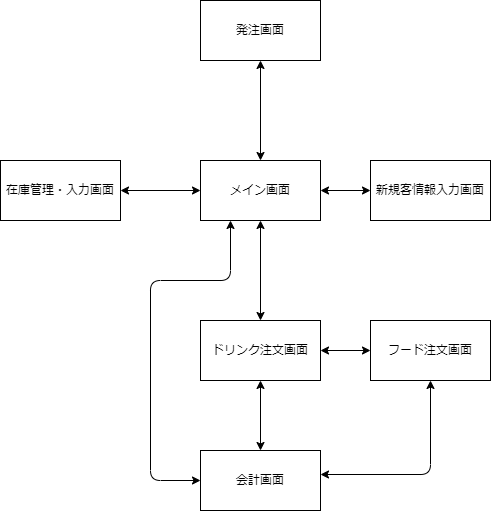 発注画面
在庫管理・入力画面
メイン画面
新規客情報入力画面
ドリンク注文画面
フード注文画面
会計画面